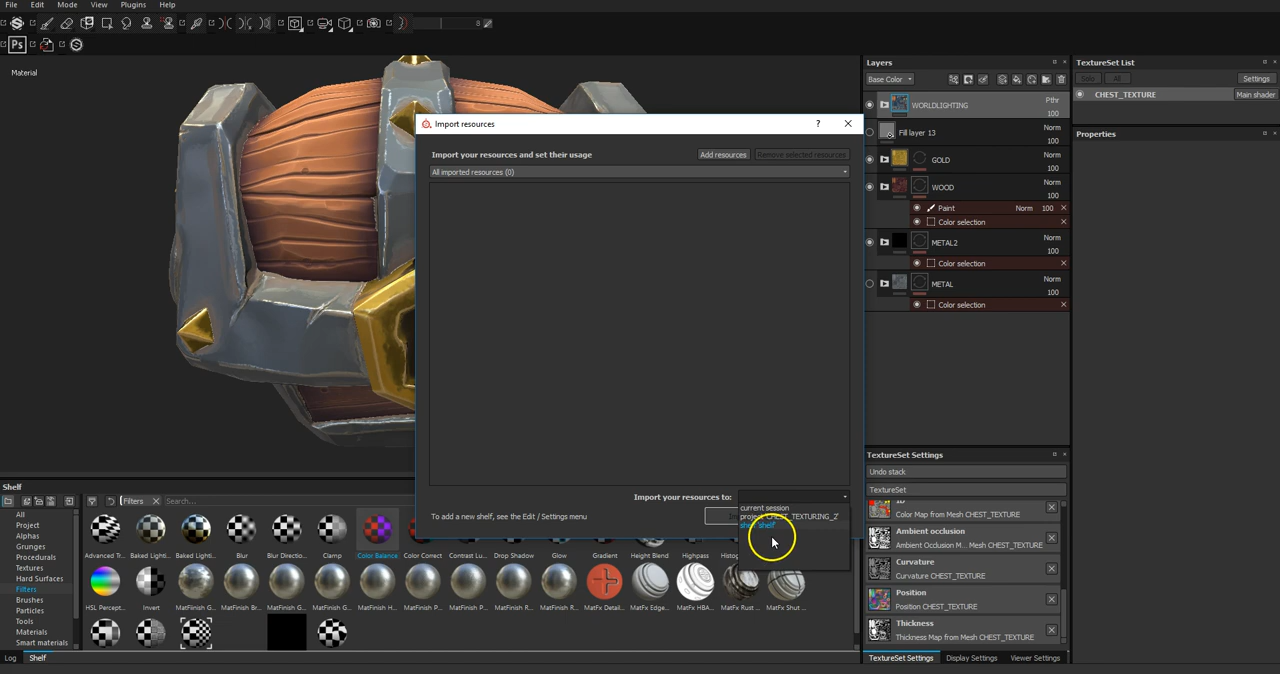 File Edit Mode View Plugins Help
8
Ps
Material
Layers
TextureSet List
Base Color
Solo All Settings
WORLDLIGHTING Pthr 100
CHEST_TEXTURE Main shader
Fill layer 13 Norm 100
Properties
GOLD Norm 100
WOOD Norm 100
Paint Norm 100
Color selection
METAL2 Norm 100
Color selection
METAL Norm 100
Color selection
Import resources ?
Import your resources and set their usage Add resources Remove selected resources
All imported resources (0)
Import your resources to:
current session
To add a new shelf, see the Edit / Settings menu
TextureSet Settings
Undo stack
TextureSet
Color Map from Mesh CHEST_TEXTURE
Ambient occlusion
Ambient Occlusion M... Mesh CHEST_TEXTURE
Curvature
Curvature CHEST_TEXTURE
Position
Position CHEST_TEXTURE
Thickness
Thickness Map from Mesh CHEST_TEXTURE
TextureSet Settings Display Settings Viewer Settings
Shelf
Filters Search...
All
Project
Alphas
Grunges
Procedurals
Textures
Hard Surfaces
Filters
Brushes
Particles
Tools
Materials
Smart materials
Advanced Tr... Baked Lighti... Baked Lighti... Blur Blur Directio... Clamp Color Balance Color Correct Contrast Lu... Drop Shadow Glow Gradient Height Blend Highpass
HSL Percept... Invert MatFinish Br... MatFinish G... MatFinish G... MatFinish H... MatFinish P... MatFinish P... MatFinish R... MatFinish R... MatFx Detail... MatFx Edge... MatFx HBA... MatFx Rust ... MatFx Shut ...
Log Shelf